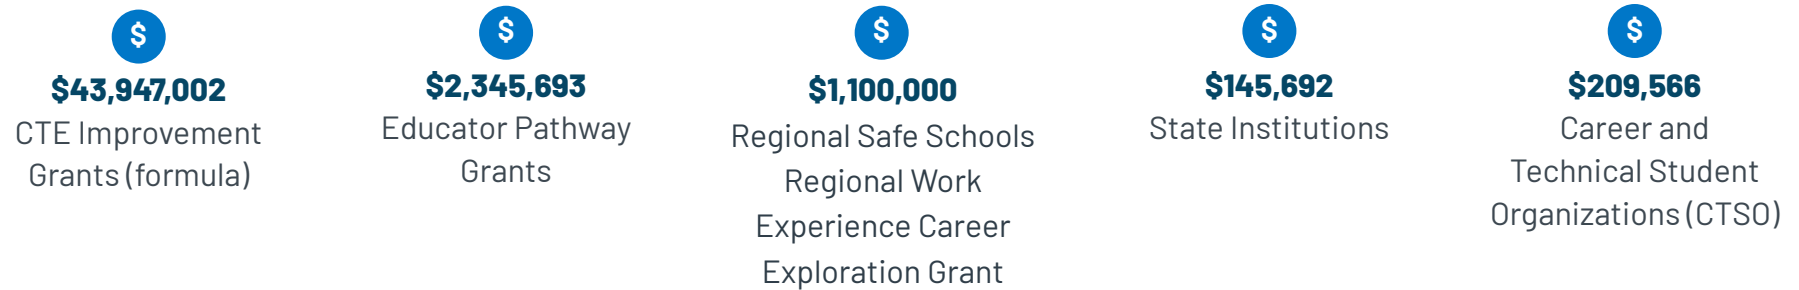 $
$43,947,002
CTE Improvement
Grants (formula)
$
$2,345,693
Educator Pathway
Grants
$
$1,100,000
Regional Safe Schools
Regional Work
Experience Career
Exploration Grant
$
$145,692
State Institutions
$
$209,566
Career and
Technical Student
Organizations (CTSO)